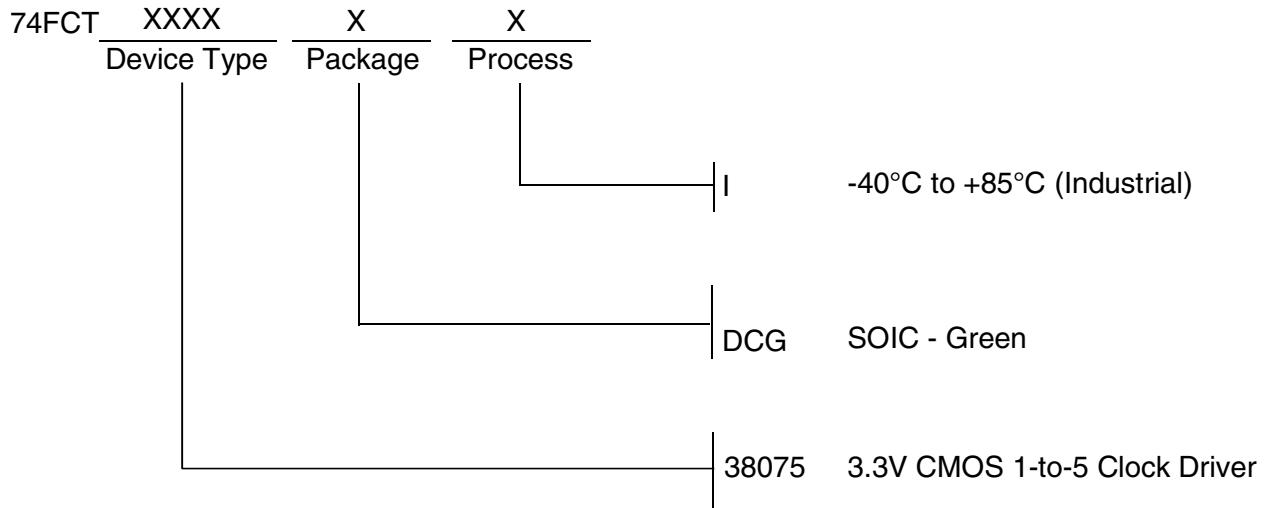 74FCT XXXX X X
Device Type Package Process
I -40°C to +85°C (Industrial)
DCG SOIC - Green
38075 3.3V CMOS 1-to-5 Clock Driver